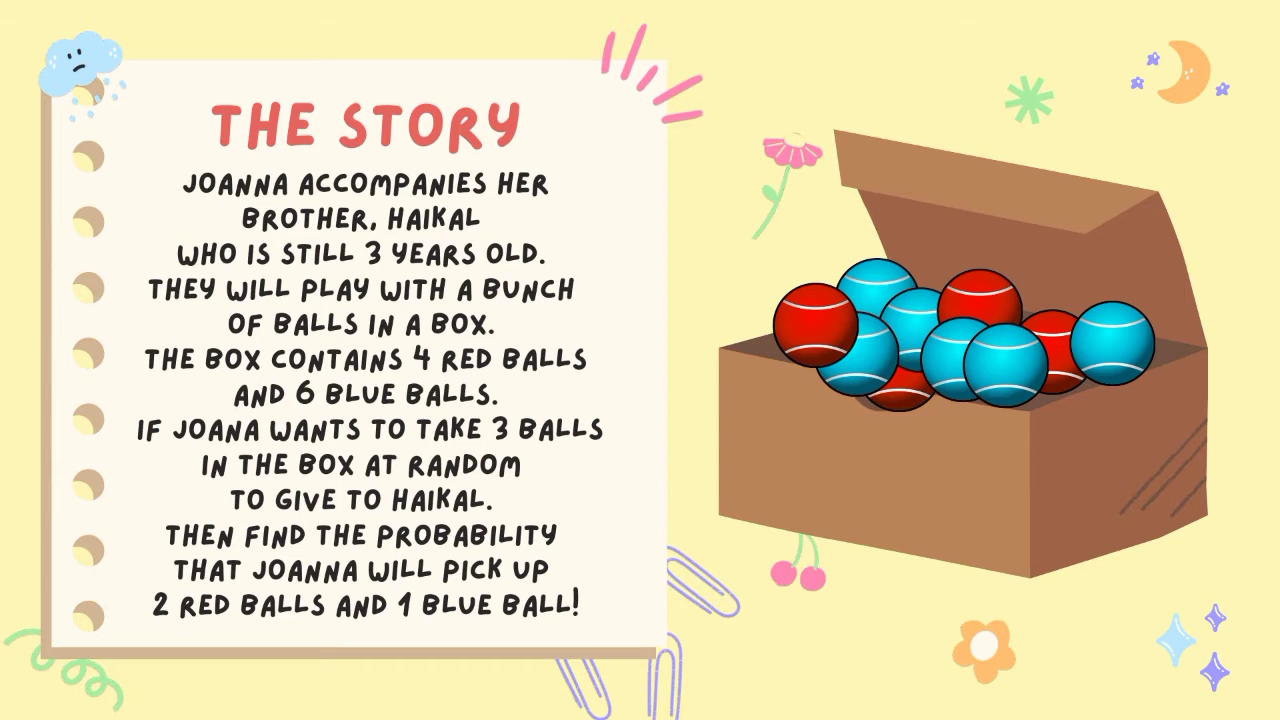 THE STORY
JOANNA ACCOMPANIES HER
BROTHER, HAIKAL
WHO IS STILL 3 YEARS OLD.
THEY WILL PLAY WITH A BUNCH
OF BALLS IN A BOX.
THE BOX CONTAINS 4 RED BALLS
AND 6 BLUE BALLS.
IF JOANA WANTS TO TAKE 3 BALLS
IN THE BOX AT RANDOM
TO GIVE TO HAIKAL.
THEN FIND THE PROBABILITY
THAT JOANNA WILL PICK UP
2 RED BALLS AND 1 BLUE BALL!